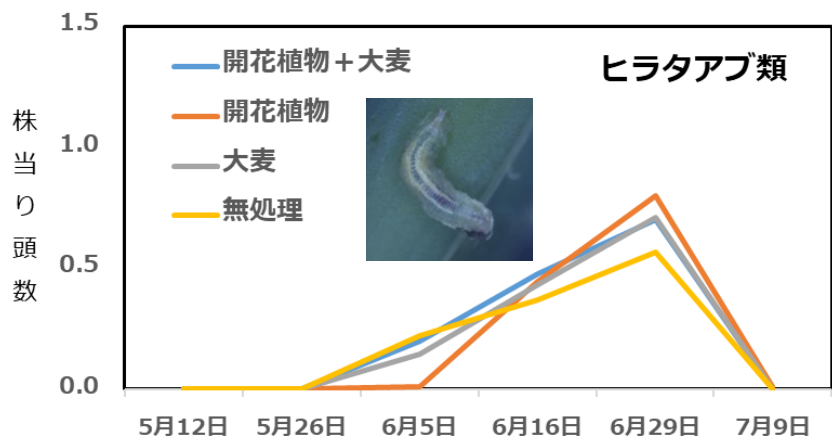 ヒラタアブ類
開花植物＋大麦
開花植物
大麦
無処理
株当り頭数
1.5
1.0
0.5
0.0
5月12日
5月26日
6月5日
6月16日
6月29日
7月9日